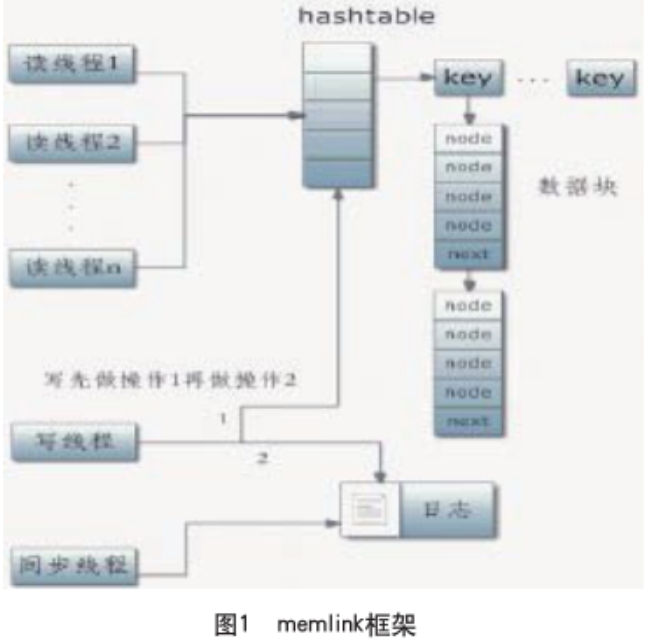 hashtable
读线程1
key ... key
读线程2
node
node
数据块
node
node
next
读线程n
node
node
node
node
next
写先做操作1再做操作2
1
写线程
2
日志
同步线程
图1 memlink框架